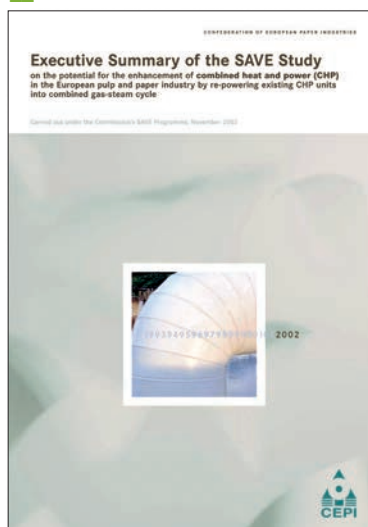 CONFEDERATION OF EUROPEAN PAPER INDUSTRIES
Executive Summary of the SAVE Study
on the potential for the enhancement of combined heat and power (CHP)
in the European pulp and paper industry by re-powering existing CHP units
into combined gas-steam cycle
Carried out under the Commission's SAVE Programme, November 2002
2002
CEPI